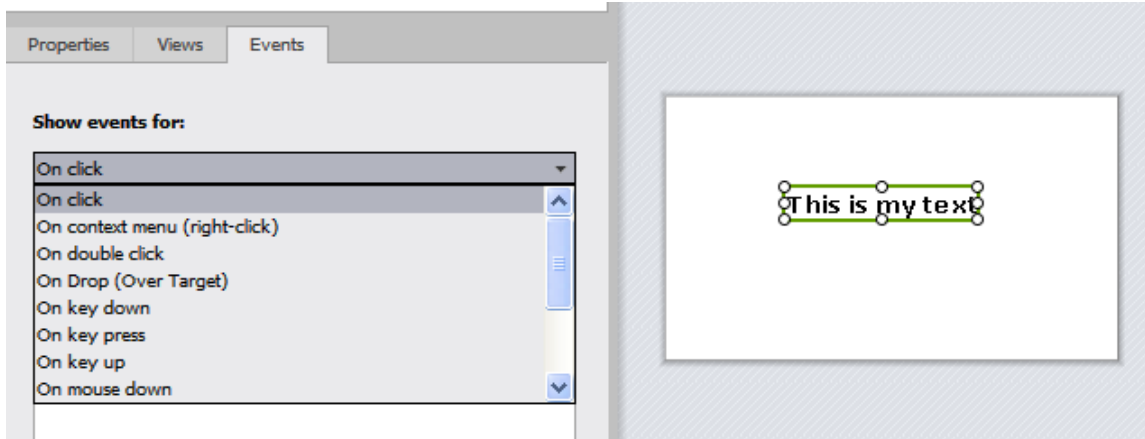 Properties Views Events
Show events for:
On click
On click
On context menu (right-click)
On double click
On Drop (Over Target)
On key down
On key press
On key up
On mouse down
This is my text